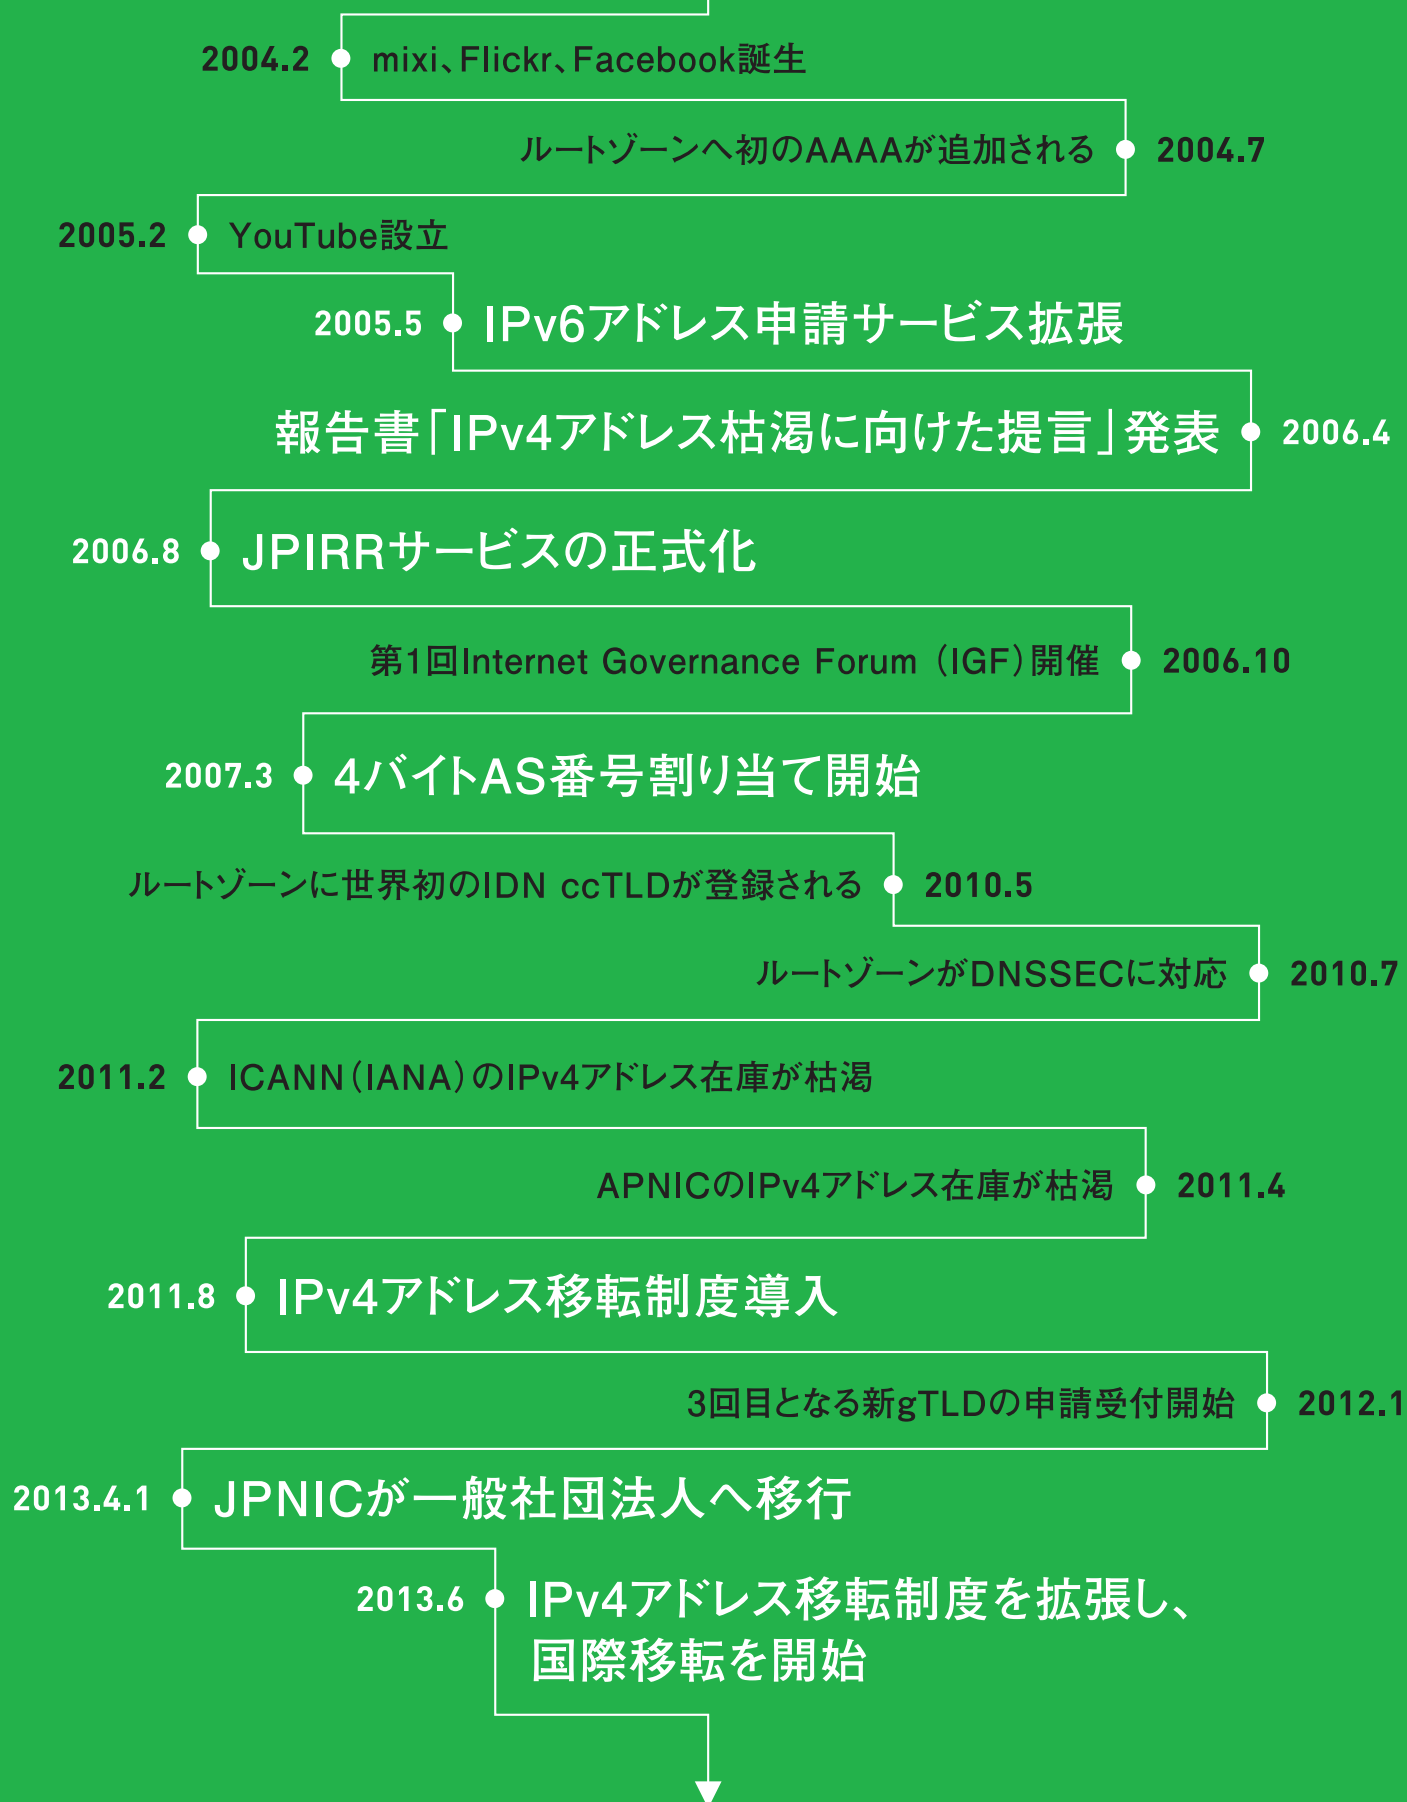 2004.2 mixi、Flickr、Facebook誕生
ルートゾーンへ初のAAAAが追加される 2004.7
2005.2 YouTube設立
2005.5 IPv6アドレス申請サービス拡張
報告書「IPv4アドレス枯渇に向けた提言」発表 2006.4
2006.8 JPIRRサービスの正式化
第1回Internet Governance Forum（IGF）開催 2006.10
2007.3 4バイトAS番号割り当て開始
ルートゾーンに世界初のIDN ccTLDが登録される 2010.5
ルートゾーンがDNSSECに対応 2010.7
2011.2 ICANN（IANA）のIPv4アドレス在庫が枯渇
APNICのIPv4アドレス在庫が枯渇 2011.4
2011.8 IPv4アドレス移転制度導入
3回目となる新gTLDの申請受付開始 2012.1
2013.4.1 JPNICが一般社団法人へ移行
2013.6 IPv4アドレス移転制度を拡張し、
国際移転を開始